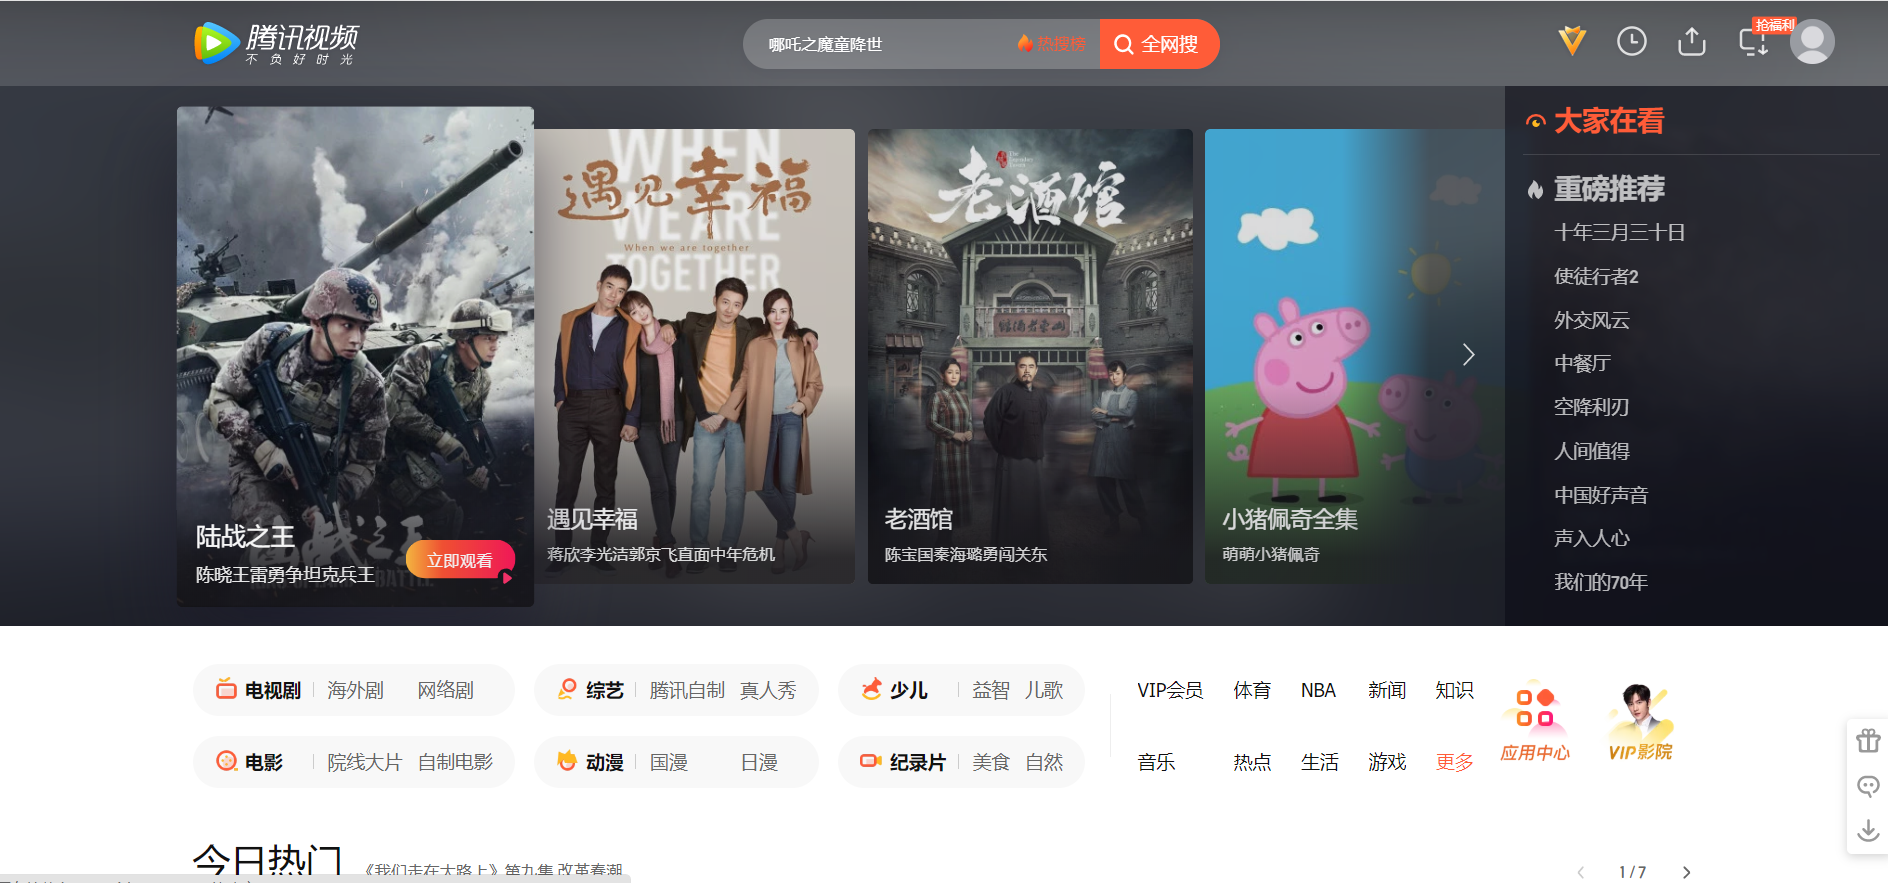 腾讯视频
不负好时光
哪吒之魔童降世
热搜榜
全网搜
抢福利
陆战之王
陈晓王雷勇争坦克兵王
立即观看
WHEN
WE ARE
TOGETHER
遇见幸福
When we are together
遇见幸福
蒋欣李光洁郭京飞直面中年危机
老酒馆
The Legendary Tavern
老酒馆
陈宝国秦海璐勇闯关东
小猪佩奇全集
萌萌小猪佩奇
大家在看
重磅推荐
十年三月三十日
使徒行者2
外交风云
中餐厅
空降利刃
人间值得
中国好声音
声入人心
我们的70年
电视剧 海外剧 网络剧
综艺 腾讯自制 真人秀
少儿 益智 儿歌
VIP会员 体育 NBA 新闻 知识
电影 院线大片 自制电影
动漫 国漫 日漫
纪录片 美食 自然
音乐 热点 生活 游戏 更多
应用中心
VIP影院
今日热门
《我们走在大路上》第九集 改革春潮
1/7